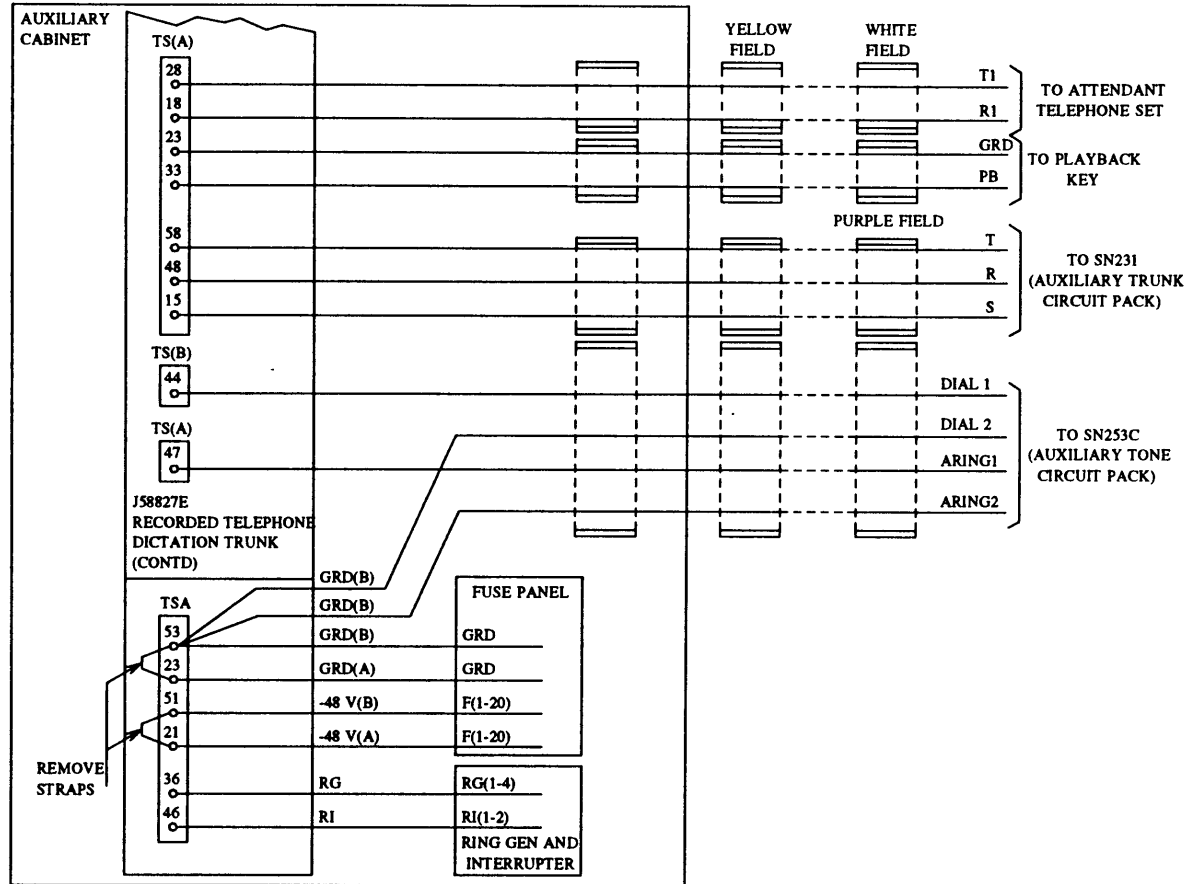 AUXILIARY
CABINET
TS(A)
28
18
23
33
58
48
15
TS(B)
44
TS(A)
47
J58827E
RECORDED TELEPHONE
DICTATION TRUNK
(CONTD)
YELLOW
FIELD
WHITE
FIELD
T1
R1
TO ATTENDANT
TELEPHONE SET
GRD
PB
TO PLAYBACK
KEY
PURPLE FIELD
T
R
S
TO SN231
(AUXILIARY TRUNK
CIRCUIT PACK)
DIAL 1
DIAL 2
ARING1
ARING2
TO SN253C
(AUXILIARY TONE
CIRCUIT PACK)
TSA
53
23
51
21
36
46
REMOVE
STRAPS
GRD(B)
GRD(B)
GRD(B)
GRD(A)
-48 V(B)
-48 V(A)
RG
RI
FUSE PANEL
GRD
GRD
F(1-20)
F(1-20)
RG(1-4)
RI(1-2)
RING GEN AND
INTERRUPTER